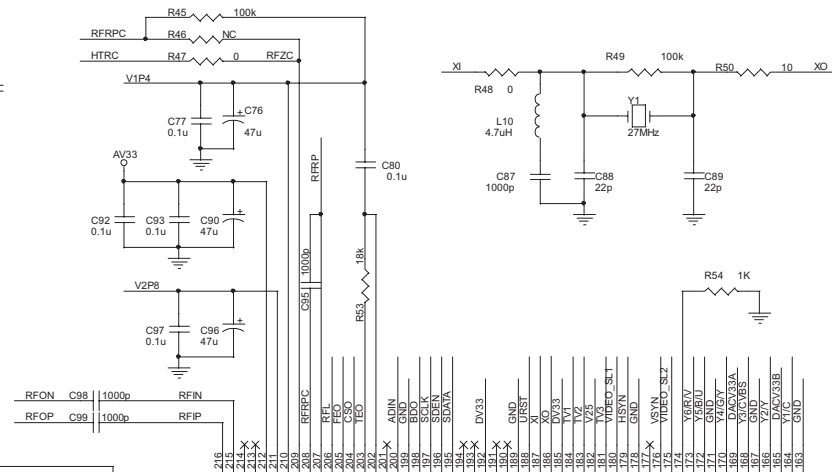 R45 100k
RFRPC R46 NC
HTRC R47 0 RFZC
V1P4
C77 0.1u
C76 47u
C80 0.1u
AV33
C92 0.1u
C93 0.1u
C90 47u
V2P8
C97 0.1u
C96 47u
RFON C98 1000p RFIN
RFOP C99 1000p RFIP
RFRP
1000p
C95
18k
R53
XI
R48 0
R49 100k
R50 10 XO
L10 4.7uH
Y1 27MHz
C87 1000p
C88 22p
C89 22p
R54 1K
RFRPC
RFL
FEO
CSO
TEO
ADIN
GND
BDO
SCLK
SDEN
SDATA
DV33
GND
URST
XI
XO
DV33
TV1
TV2
V25
TV3
VIDEO_SL1
HSYN
GND
VSYN
VIDEO_SL2
Y6/R/V
Y5/B/U
GND
Y4/G/Y
DACV33A
Y3/CVBS
GND
Y2/Y
DACV33B
Y1/C
GND
216
215
214
213
212
211
210
209
208
207
206
205
204
203
202
201
200
199
198
197
196
195
194
193
192
191
190
189
188
187
186
185
184
183
182
181
180
179
178
177
176
175
174
173
172
171
170
169
168
167
166
165
164
163